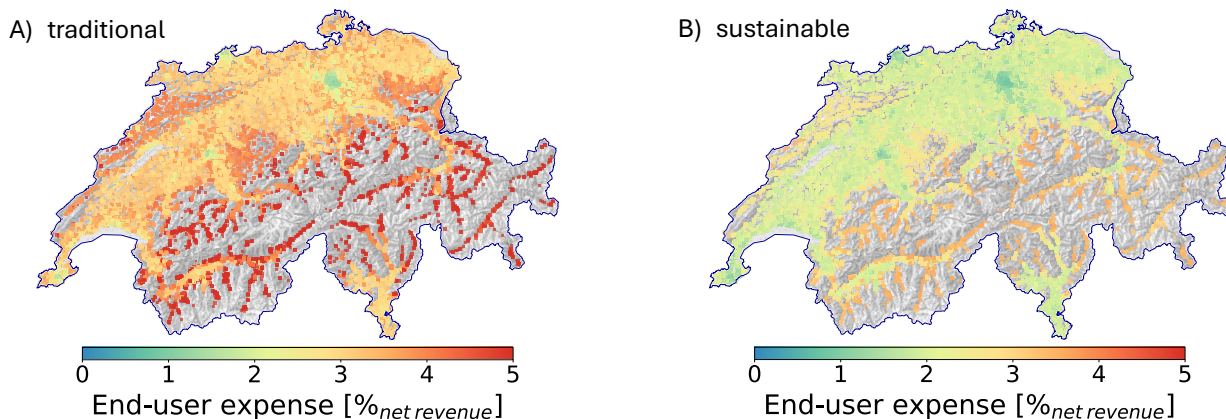 A) traditional
B) sustainable
0 1 2 3 4 5
End-user expense [%net revenue]
0 1 2 3 4 5
End-user expense [%net revenue]